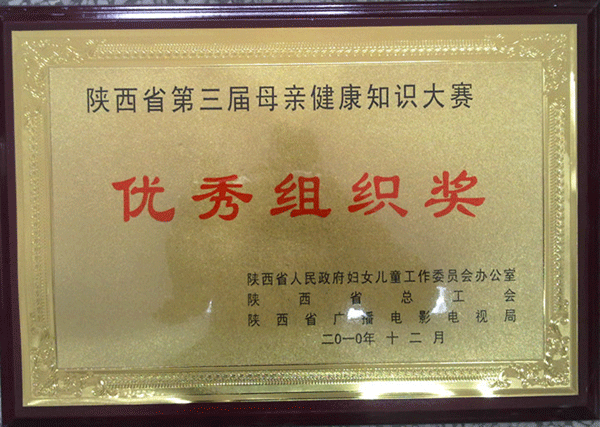 陕西省第三届母亲健康知识大赛
优秀组织奖
陕西省人民政府妇女儿童工作委员会办公室
陕西省总工会
陕西省广播电影电视局
二〇一〇年十二月